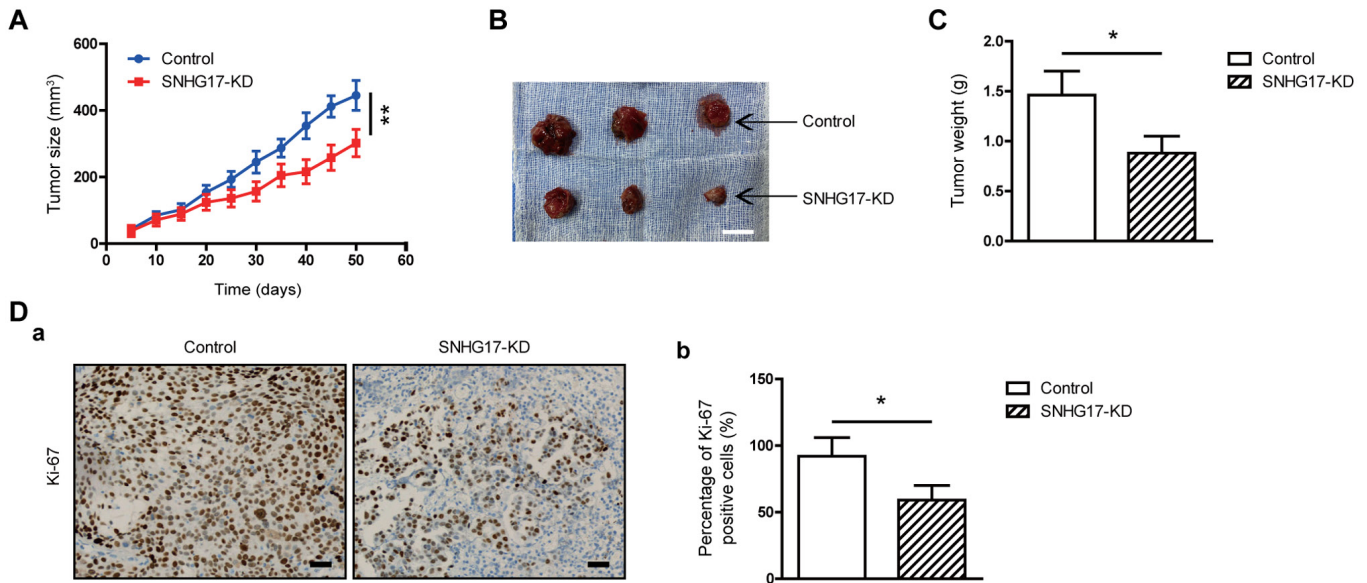 A
Control
SNHG17-KD
Tumor size (mm³)
600
400
200
0
**
0
10
20
30
40
50
60
Time (days)
B
Control
SNHG17-KD
C
Tumor weight (g)
2.0
1.5
1.0
0.5
0.0
*
Control
SNHG17-KD
D
a
Control
SNHG17-KD
Ki-67
b
Percentage of Ki-67
positive cells (%)
150
100
50
0
*
Control
SNHG17-KD